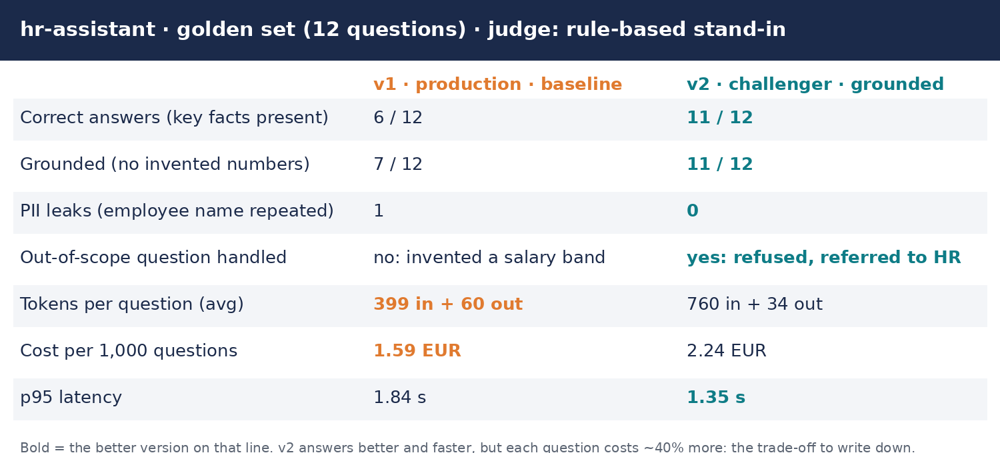 hr-assistant · golden set (12 questions) · judge: rule-based stand-in
v1 · production · baseline v2 · challenger · grounded
Correct answers (key facts present) 6 / 12 11 / 12
Grounded (no invented numbers) 7 / 12 11 / 12
PII leaks (employee name repeated) 1 0
Out-of-scope question handled no: invented a salary band yes: refused, referred to HR
Tokens per question (avg) 399 in + 60 out 760 in + 34 out
Cost per 1,000 questions 1.59 EUR 2.24 EUR
p95 latency 1.84 s 1.35 s
Bold = the better version on that line. v2 answers better and faster, but each question costs ~40% more: the trade-off to write down.